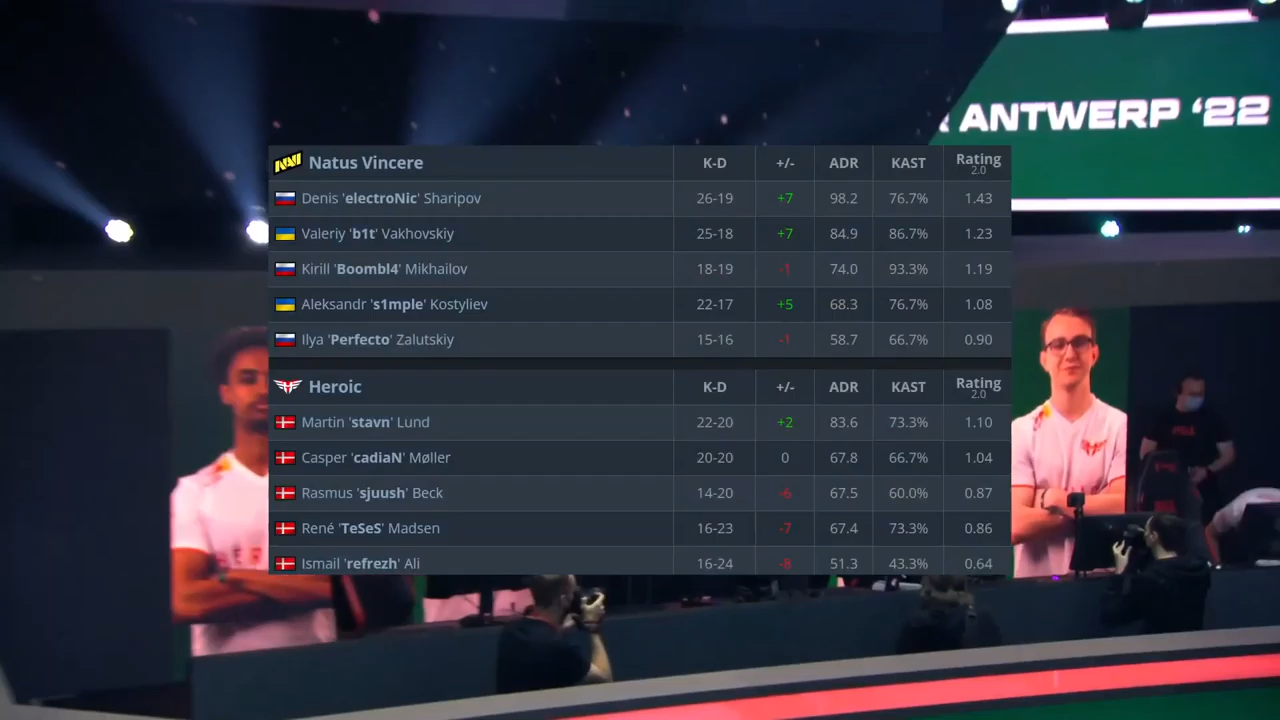 ANTWERP ‘22
NAVI Natus Vincere K-D +/- ADR KAST Rating 2.0
Denis 'electroNic' Sharipov 26-19 +7 98.2 76.7% 1.43
Valeriy 'b1t' Vakhovskiy 25-18 +7 84.9 86.7% 1.23
Kirill 'Boombl4' Mikhailov 18-19 -1 74.0 93.3% 1.19
Aleksandr 's1mple' Kostyliev 22-17 +5 68.3 76.7% 1.08
Ilya 'Perfecto' Zalutskiy 15-16 -1 58.7 66.7% 0.90
Heroic K-D +/- ADR KAST Rating 2.0
Martin 'stavn' Lund 22-20 +2 83.6 73.3% 1.10
Casper 'cadiaN' Møller 20-20 0 67.8 66.7% 1.04
Rasmus 'sjuush' Beck 14-20 -6 67.5 60.0% 0.87
René 'TeSeS' Madsen 16-23 -7 67.4 73.3% 0.86
Ismail 'refrezh' Ali 16-24 -8 51.3 43.3% 0.64